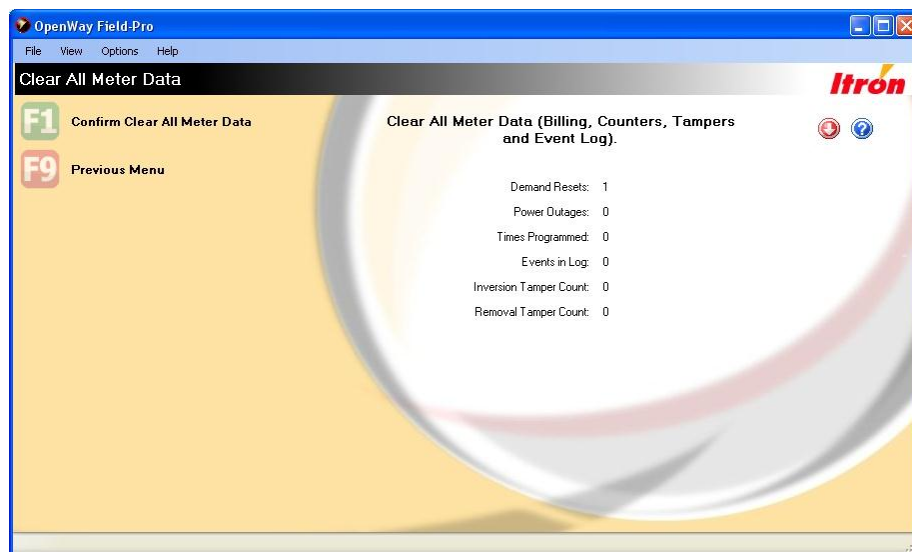 OpenWay Field-Pro
File View Options Help
Clear All Meter Data
Itrón
F1 Confirm Clear All Meter Data
F9 Previous Menu
Clear All Meter Data (Billing, Counters, Tampers
and Event Log).
Demand Resets: 1
Power Outages: 0
Times Programmed: 0
Events in Log: 0
Inversion Tamper Count: 0
Removal Tamper Count: 0